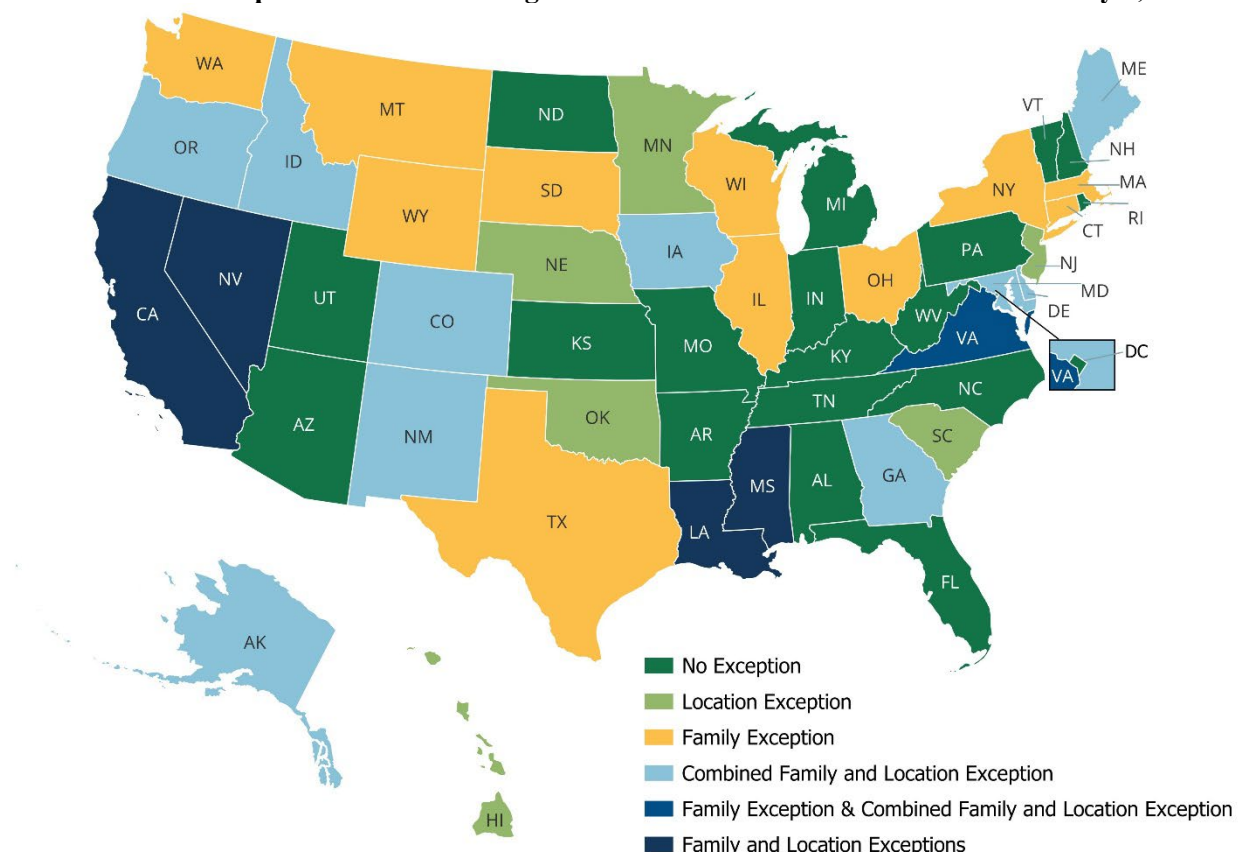 WA
MT
ND
MN
OR
ID
SD
WI
WY
MI
NE
IA
NV
CA
UT
CO
KS
MO
IL
IN
OH
PA
NY
VT
ME
NH
MA
RI
CT
NJ
MD
DE
DC
VA
WV
VA
KY
NC
TN
SC
AZ
NM
OK
AR
TX
LA
MS
AL
GA
FL
AK
HI
No Exception
Location Exception
Family Exception
Combined Family and Location Exception
Family Exception & Combined Family and Location Exception
Family and Location Exceptions